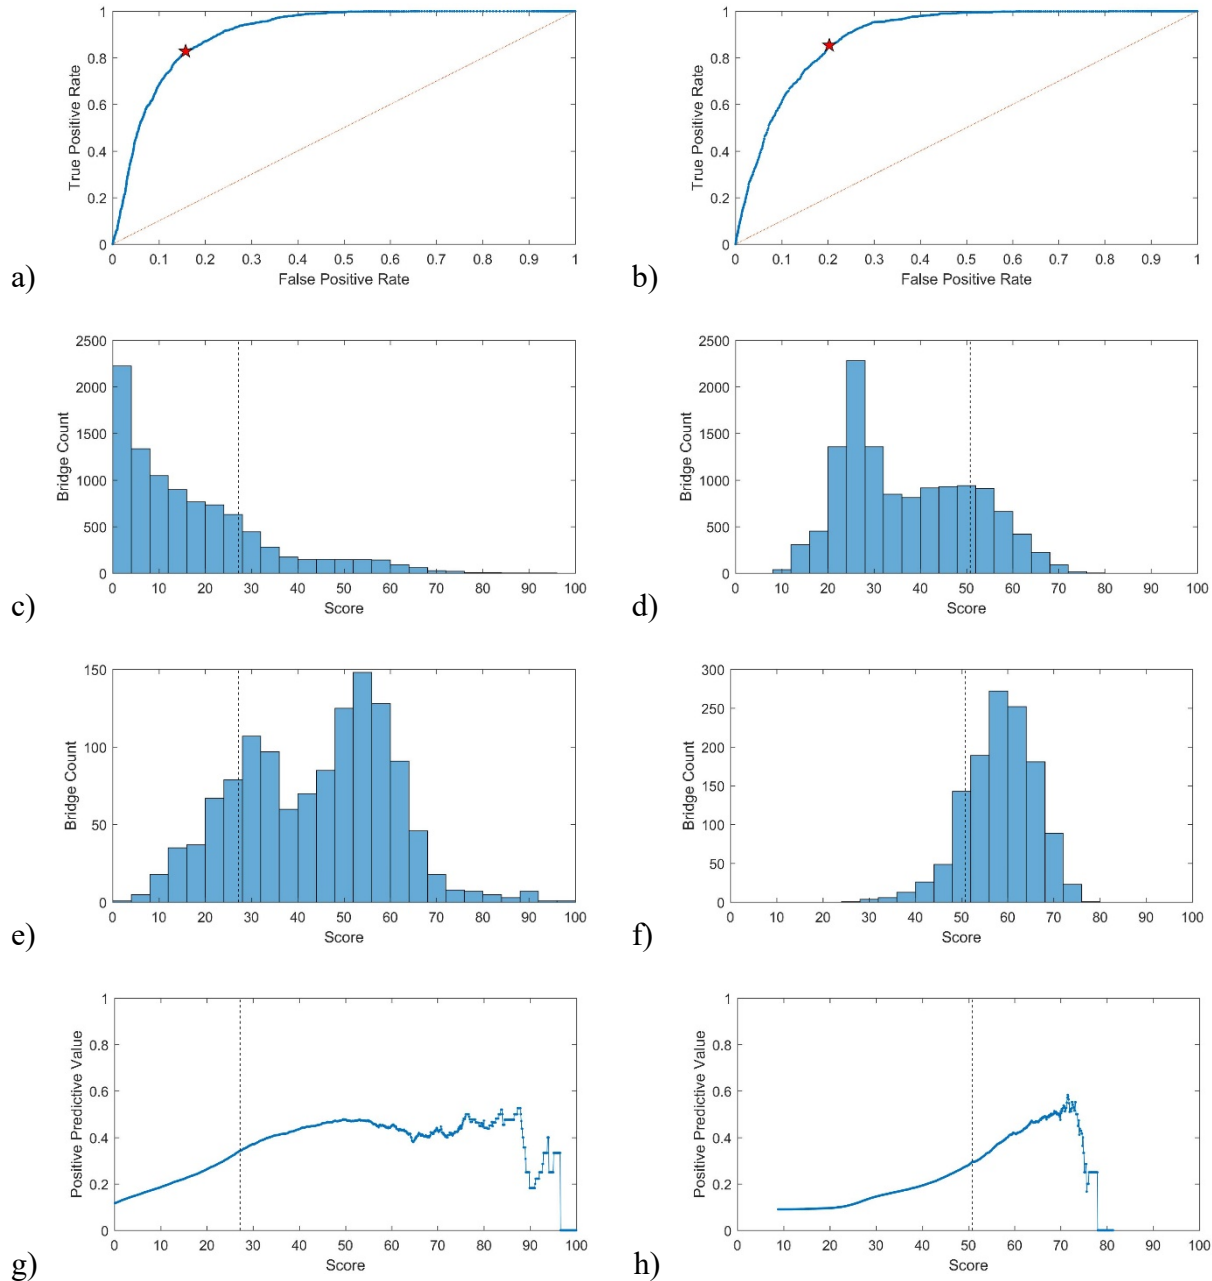 1
0.8
0.6
0.4
0.2
0
True Positive Rate
0 0.1 0.2 0.3 0.4 0.5 0.6 0.7 0.8 0.9 1
False Positive Rate
a)
1
0.8
0.6
0.4
0.2
0
True Positive Rate
0 0.1 0.2 0.3 0.4 0.5 0.6 0.7 0.8 0.9 1
False Positive Rate
b)
2500
2000
1500
1000
500
0
Bridge Count
0 10 20 30 40 50 60 70 80 90 100
Score
c)
2500
2000
1500
1000
500
0
Bridge Count
0 10 20 30 40 50 60 70 80 90 100
Score
d)
150
100
50
0
Bridge Count
0 10 20 30 40 50 60 70 80 90 100
Score
e)
300
250
200
150
100
50
0
Bridge Count
0 10 20 30 40 50 60 70 80 90 100
Score
f)
1
0.8
0.6
0.4
0.2
0
Positive Predictive Value
0 10 20 30 40 50 60 70 80 90 100
Score
g)
1
0.8
0.6
0.4
0.2
0
Positive Predictive Value
0 10 20 30 40 50 60 70 80 90 100
Score
h)